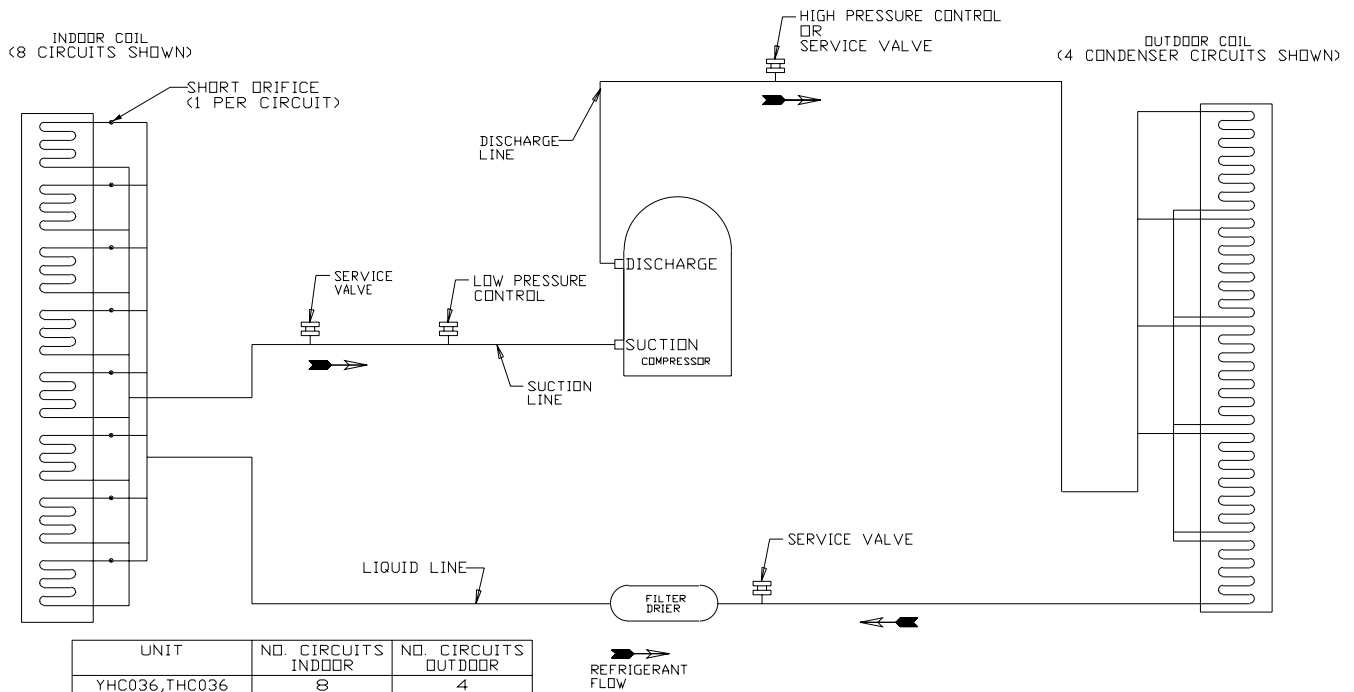 HIGH PRESSURE CONTROL
OR
SERVICE VALVE
INDOOR COIL
(8 CIRCUITS SHOWN)
OUTDOOR COIL
(4 CONDENSER CIRCUITS SHOWN)
SHORT ORIFICE
(1 PER CIRCUIT)
DISCHARGE
LINE
DISCHARGE
SERVICE
VALVE
LOW PRESSURE
CONTROL
SUCTION
COMPRESSOR
SUCTION
LINE
SERVICE VALVE
LIQUID LINE
FILTER
DRIER
REFRIGERANT
FLOW
UNIT NO. CIRCUITS INDOOR NO. CIRCUITS OUTDOOR
YHC036,THC036 8 4